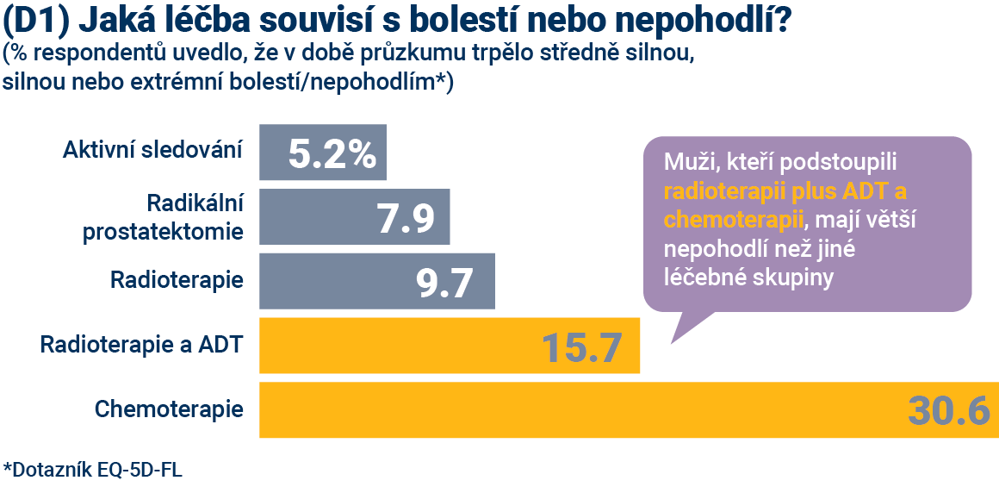 (D1) Jaká léčba souvisí s bolestí nebo nepohodlí?
(% respondentů uvedlo, že v době průzkumu trpělo středně silnou,
silnou nebo extrémní bolestí/nepohodlím*)
Aktivní sledování
5.2%
Radikální
prostatektomie
7.9
Radioterapie
9.7
Radioterapie a ADT
15.7
Chemoterapie
30.6
Muži, kteří podstoupili
radioterapii plus ADT a
chemoterapii, mají větší
nepohodlí než jiné
léčebné skupiny
*Dotazník EQ-5D-FL